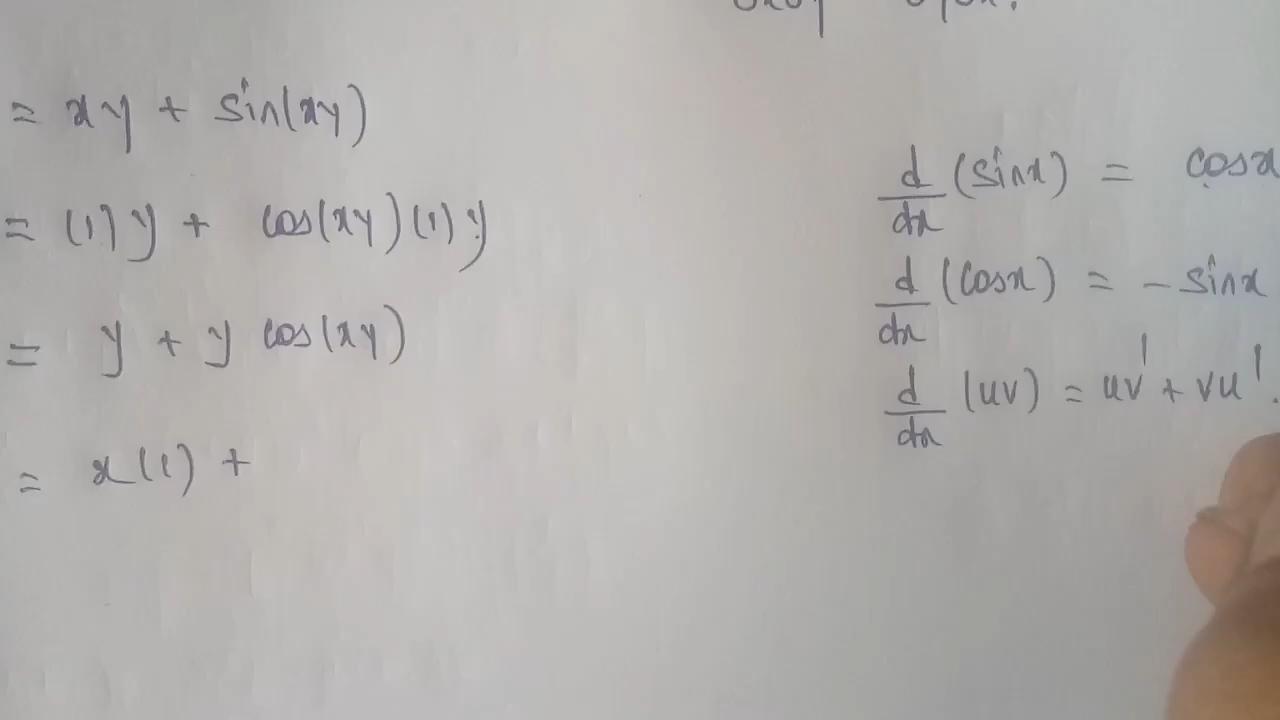 = xy + sin(xy)
= (1)y + cos(xy)(1)y
= y + y cos(xy)
= x(1) +
d/dx (sinx) = cosx
d/dx (cosx) = - sinx
d/dx (uv) = uv' + vu'.